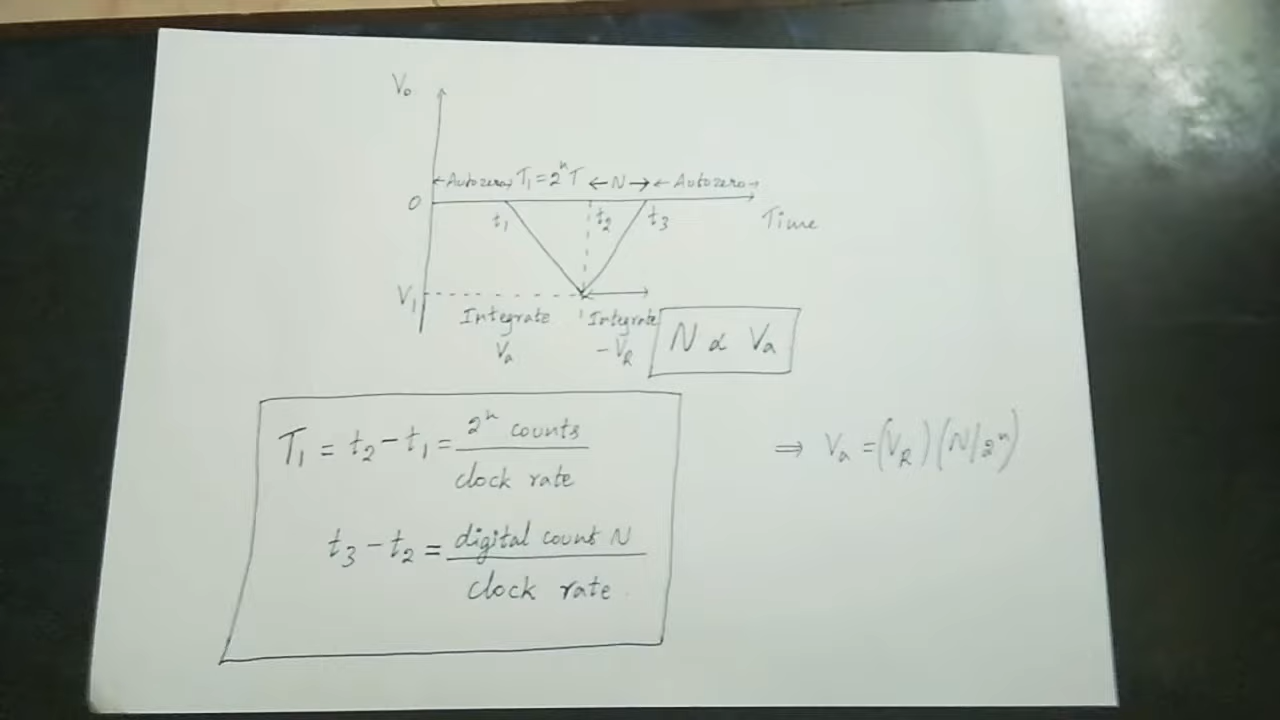 V₀
←Autozero→ T₁ = 2ⁿT ←N→ ←Autozero→
0
t₁ t₂ t₃ Time
V₁
Integrate Integrate
Vₐ -V_R
N ∝ Vₐ
T₁ = t₂ - t₁ = 2ⁿ counts / clock rate
⇒ Vₐ = (V_R)(N/2ⁿ)
t₃ - t₂ = digital count N / clock rate